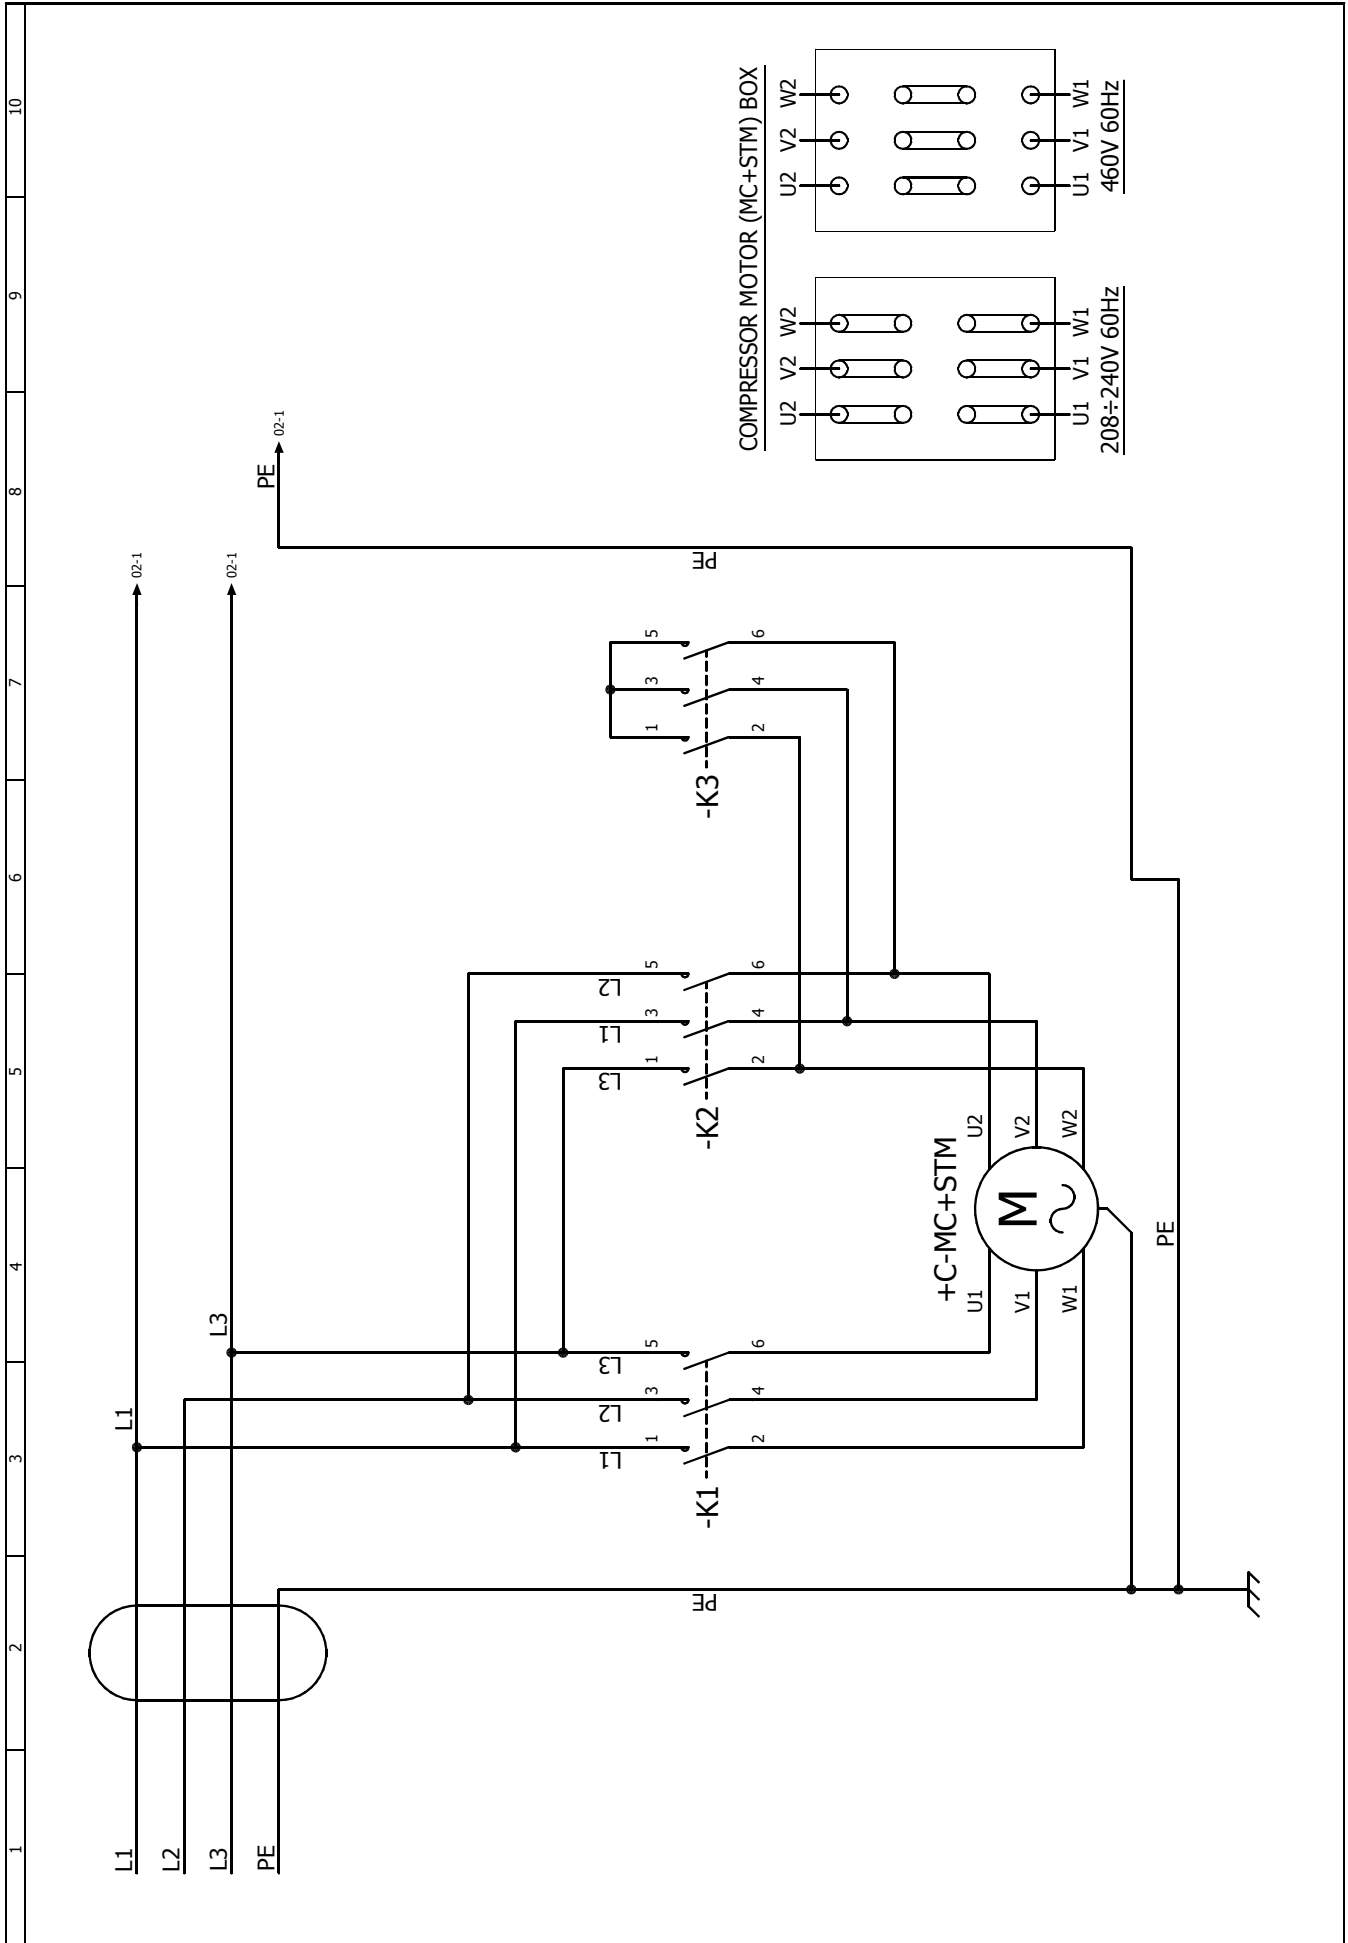 1
2
3
4
5
6
7
8
9
10
L1
L2
L3
PE
L1
L3
02-1
02-1
PE
02-1
PE
PE
PE
L1
L2
L3
1
3
5
-K1
2
4
6
L3
L1
L2
1
3
5
-K2
2
4
6
1
3
5
-K3
2
4
6
+C-MC+STM
U1
V1
W1
M
U2
V2
W2
COMPRESSOR MOTOR (MC+STM) BOX
U2 V2 W2
U1 V1 W1
208÷240V 60Hz
U2 V2 W2
U1 V1 W1
460V 60Hz